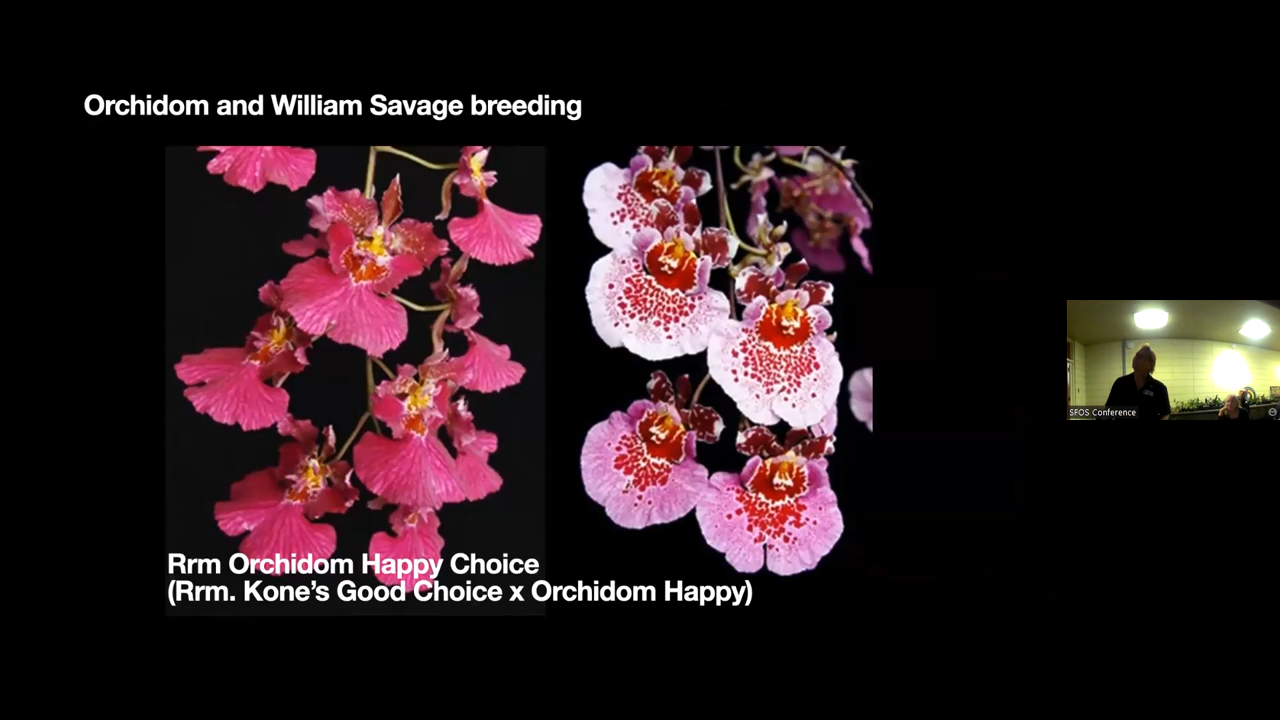 Orchidom and William Savage breeding
Rrm Orchidom Happy Choice
(Rrm. Kone’s Good Choice x Orchidom Happy)
SFOS Conference